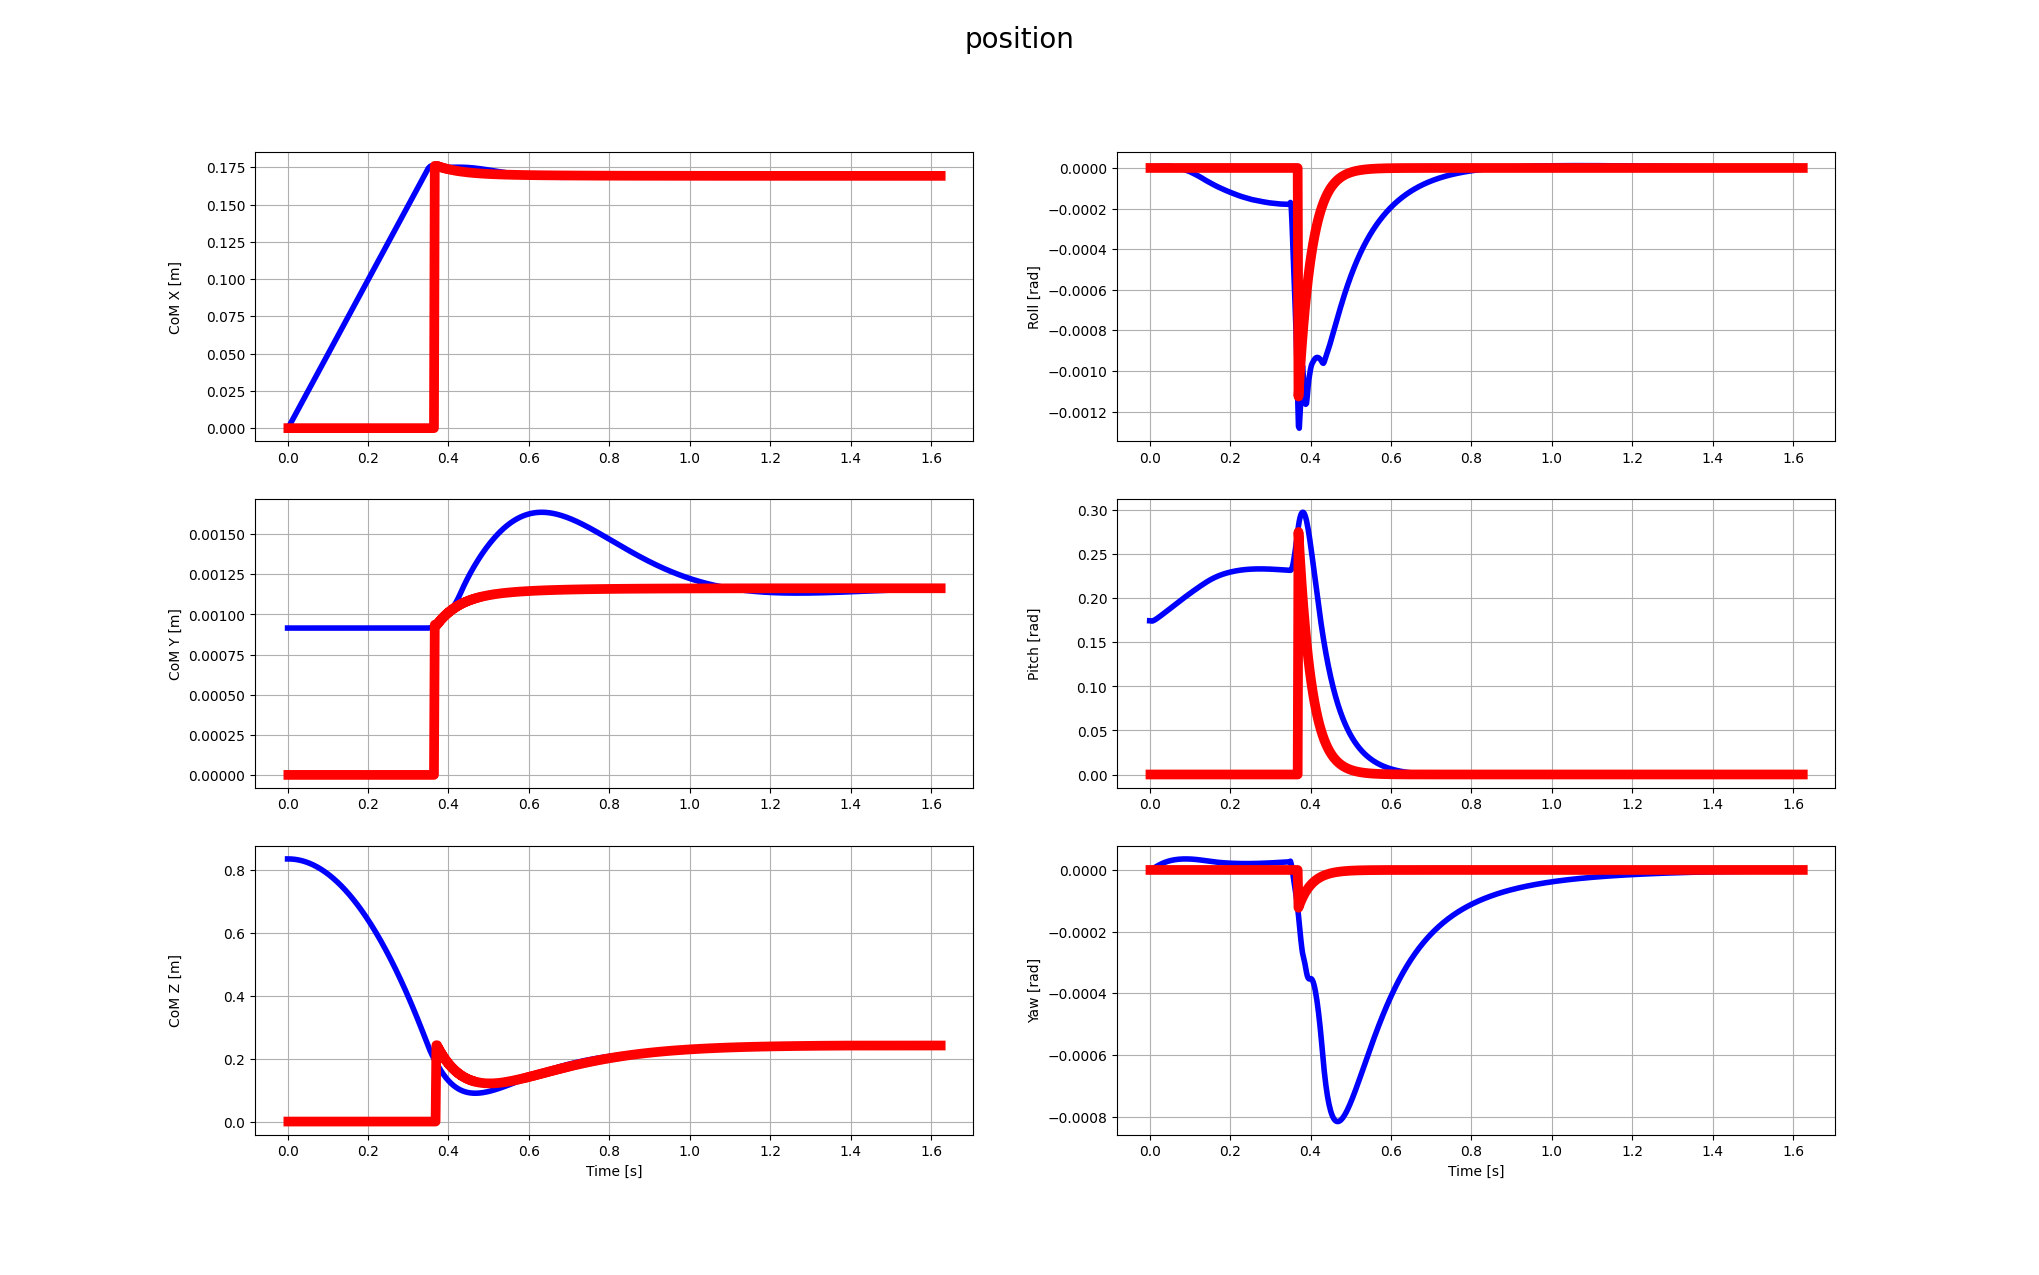 position
CoM X [m]
0.175
0.150
0.125
0.100
0.075
0.050
0.025
0.000
0.0 0.2 0.4 0.6 0.8 1.0 1.2 1.4 1.6
Roll [rad]
0.0000
−0.0002
−0.0004
−0.0006
−0.0008
−0.0010
−0.0012
0.0 0.2 0.4 0.6 0.8 1.0 1.2 1.4 1.6
CoM Y [m]
0.00150
0.00125
0.00100
0.00075
0.00050
0.00025
0.00000
0.0 0.2 0.4 0.6 0.8 1.0 1.2 1.4 1.6
Pitch [rad]
0.30
0.25
0.20
0.15
0.10
0.05
0.00
0.0 0.2 0.4 0.6 0.8 1.0 1.2 1.4 1.6
CoM Z [m]
0.8
0.6
0.4
0.2
0.0
0.0 0.2 0.4 0.6 0.8 1.0 1.2 1.4 1.6
Time [s]
Yaw [rad]
0.0000
−0.0002
−0.0004
−0.0006
−0.0008
0.0 0.2 0.4 0.6 0.8 1.0 1.2 1.4 1.6
Time [s]